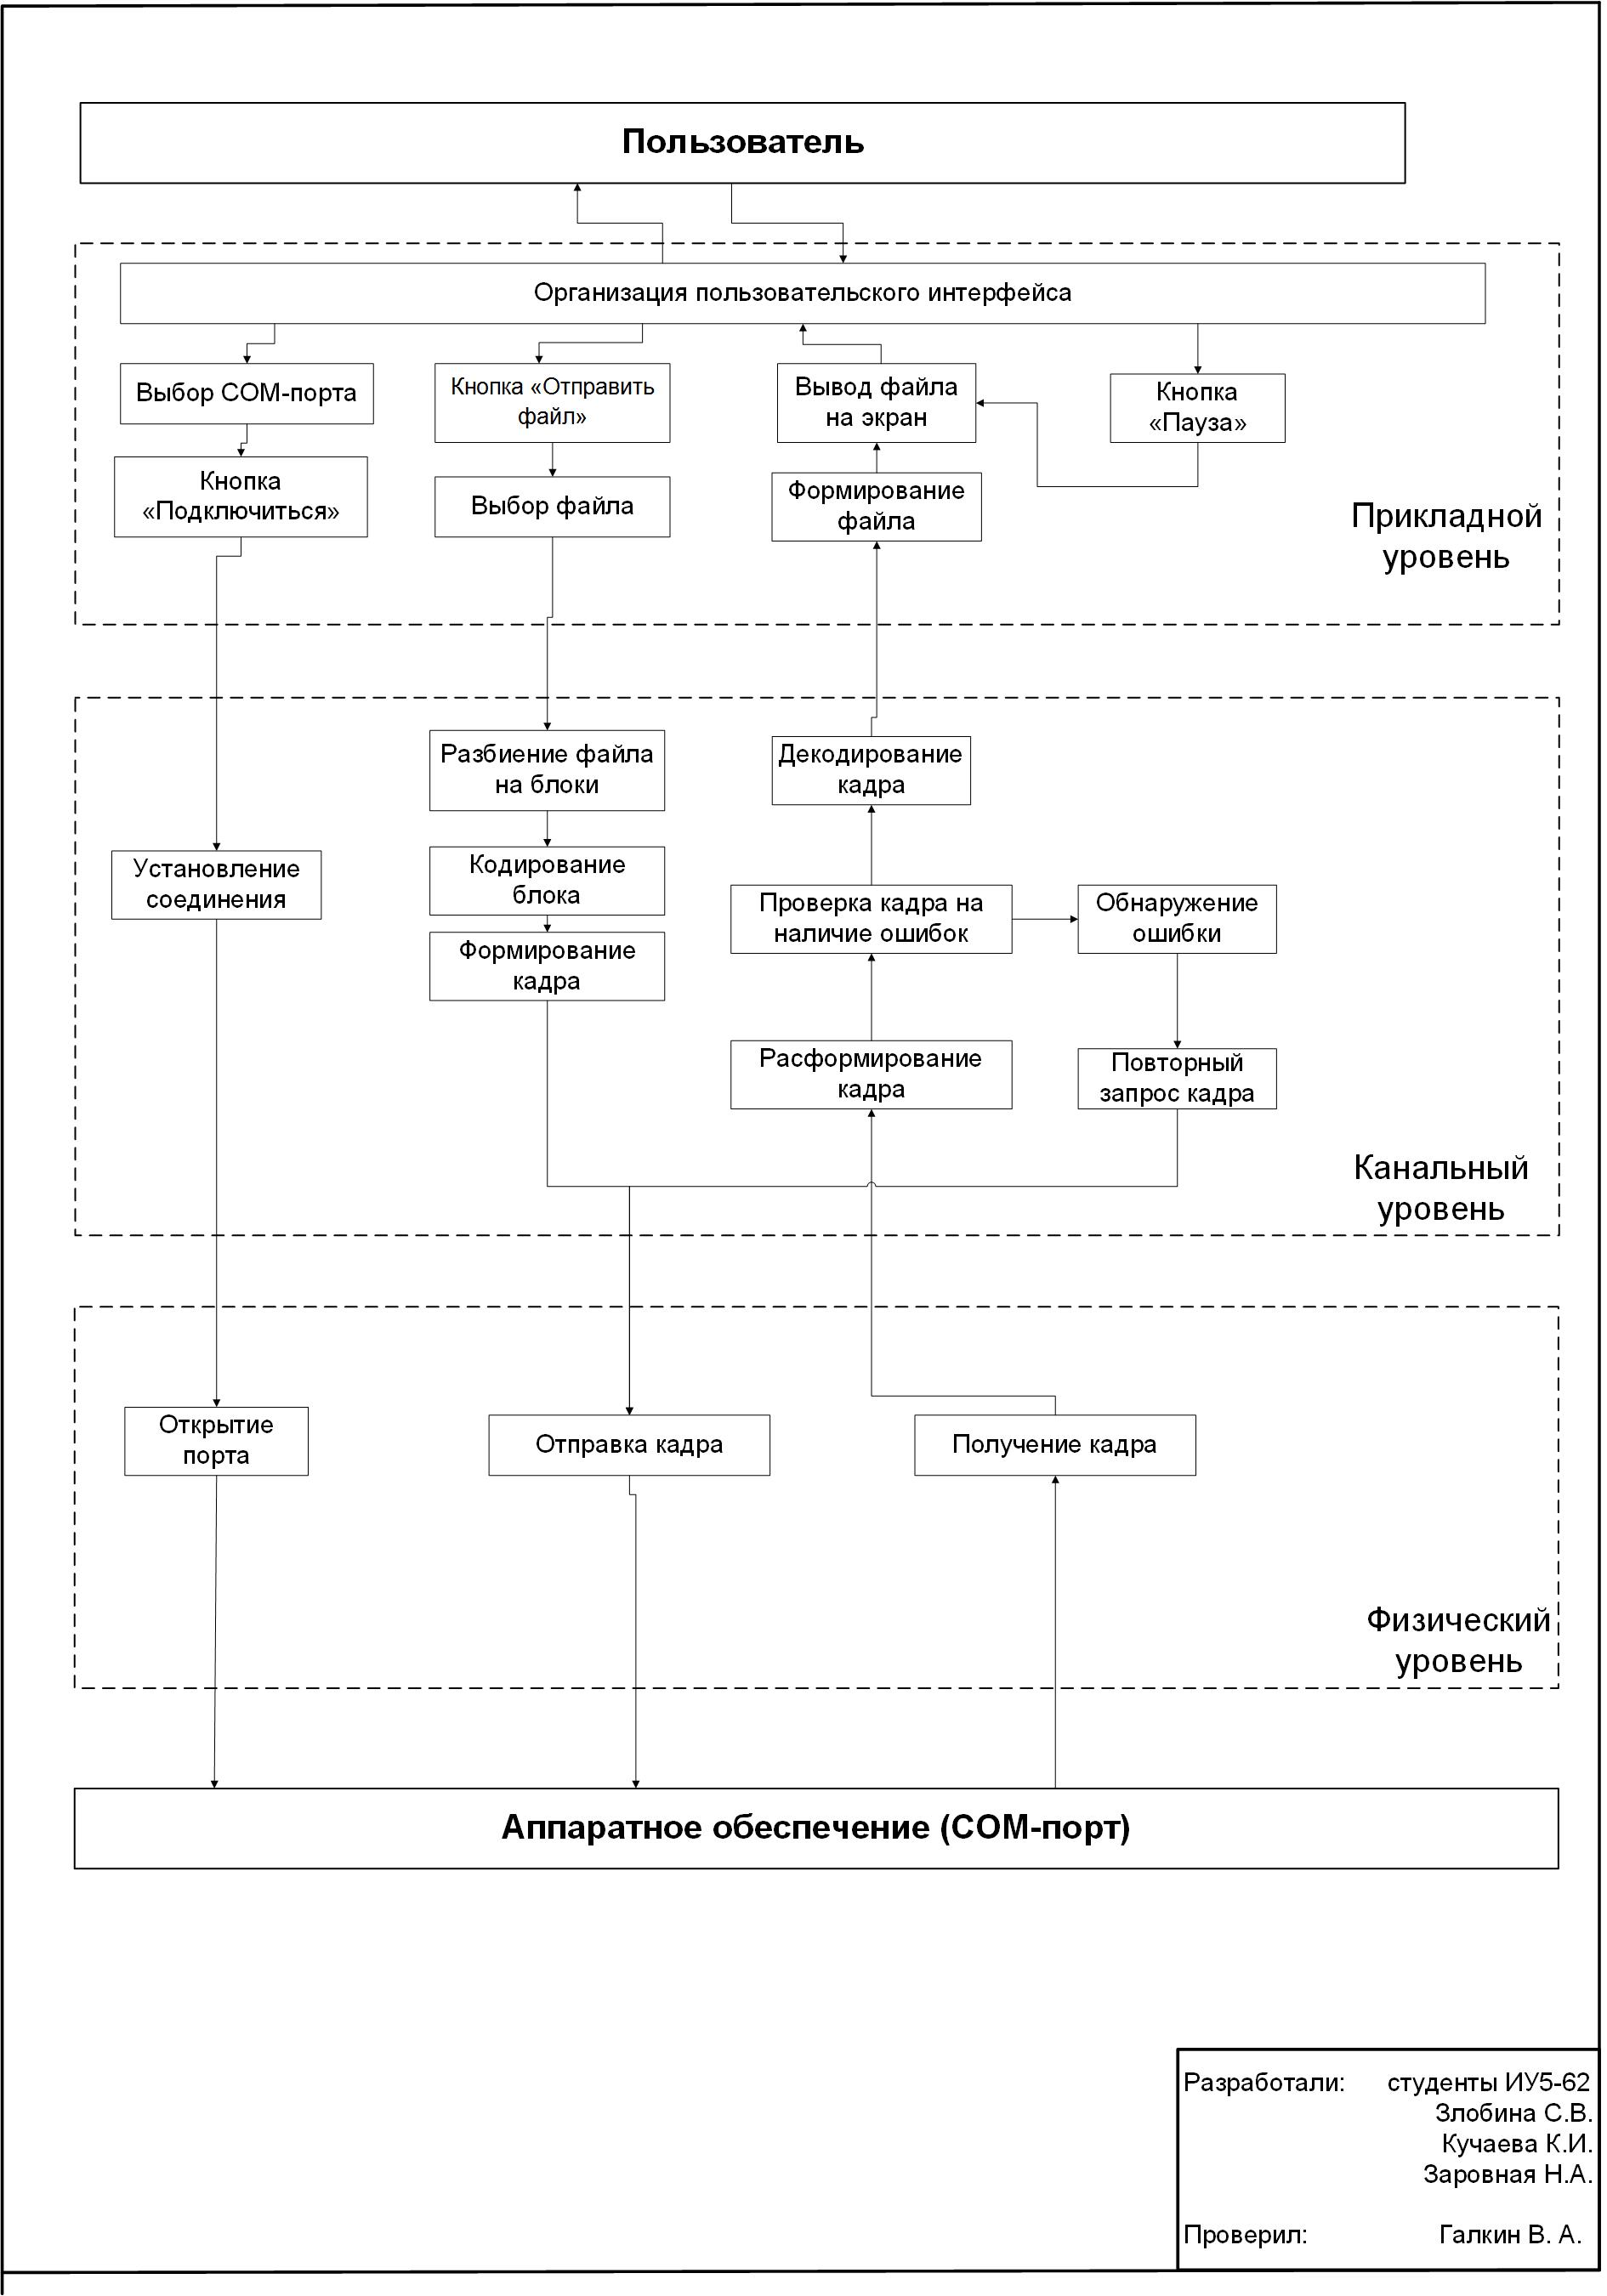 Пользователь
Организация пользовательского интерфейса
Выбор COM-порта
Кнопка «Отправить
файл»
Вывод файла
на экран
Кнопка
«Пауза»
Кнопка
«Подключиться»
Выбор файла
Формирование
файла
Прикладной
уровень
Разбиение файла
на блоки
Декодирование
кадра
Установление
соединения
Кодирование
блока
Проверка кадра на
наличие ошибок
Обнаружение
ошибки
Формирование
кадра
Расформирование
кадра
Повторный
запрос кадра
Канальный
уровень
Открытие
порта
Отправка кадра
Получение кадра
Физический
уровень
Аппаратное обеспечение (COM-порт)
Разработали: студенты ИУ5-62
Злобина С.В.
Кучаева К.И.
Заровная Н.А.
Проверил: Галкин В. А.